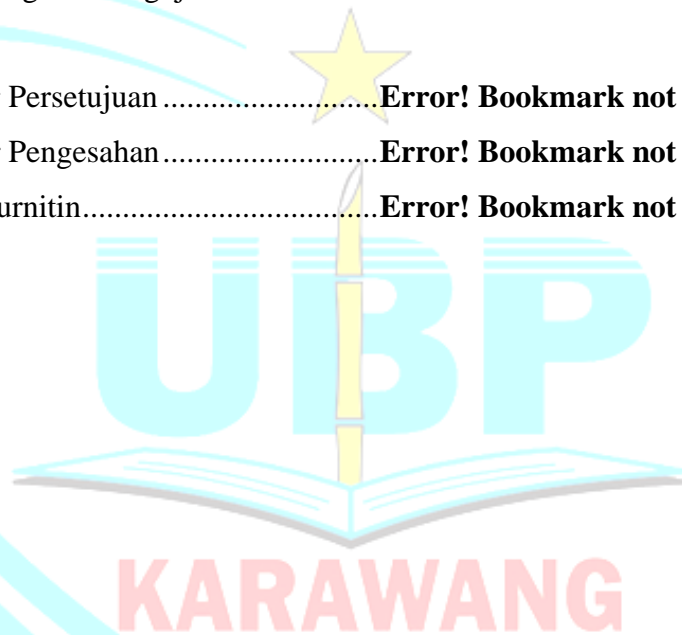 Persetujuan ........................... Error! Bookmark not
Pengesahan ........................... Error! Bookmark not
urnitin..................................... Error! Bookmark not
UBP
KARAWANG